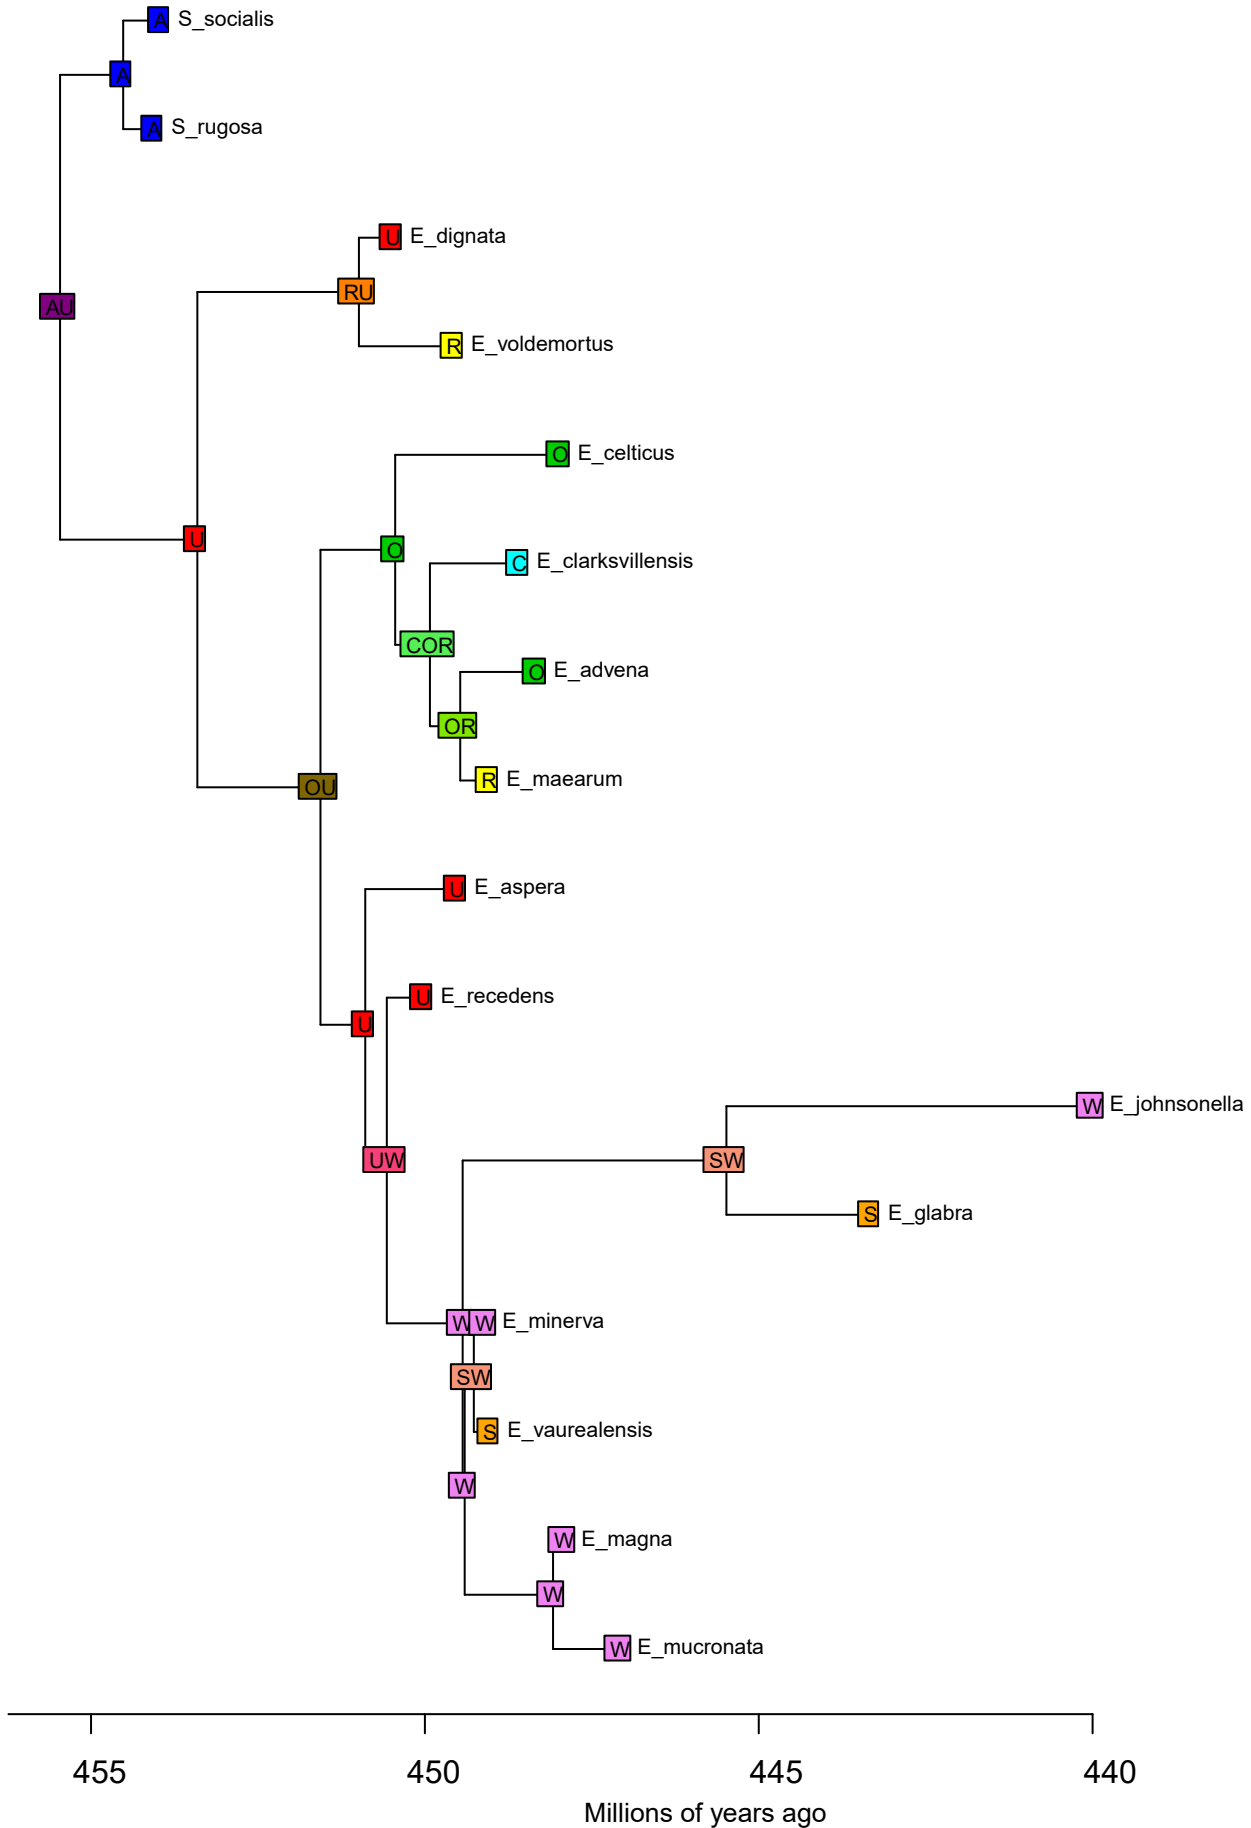 A S_socialis
A
A S_rugosa
U E_dignata
RU
AU
R E_voldemortus
O E_celticus
U
O
C E_clarksvillensis
COR
O E_advena
OR
R E_maearum
OU
U E_aspera
U E_recedens
U
W E_johnsonella
UW
SW
S E_glabra
W W E_minerva
SW
S E_vaurealensis
W
W E_magna
W
W E_mucronata
455 450 445 440
Millions of years ago